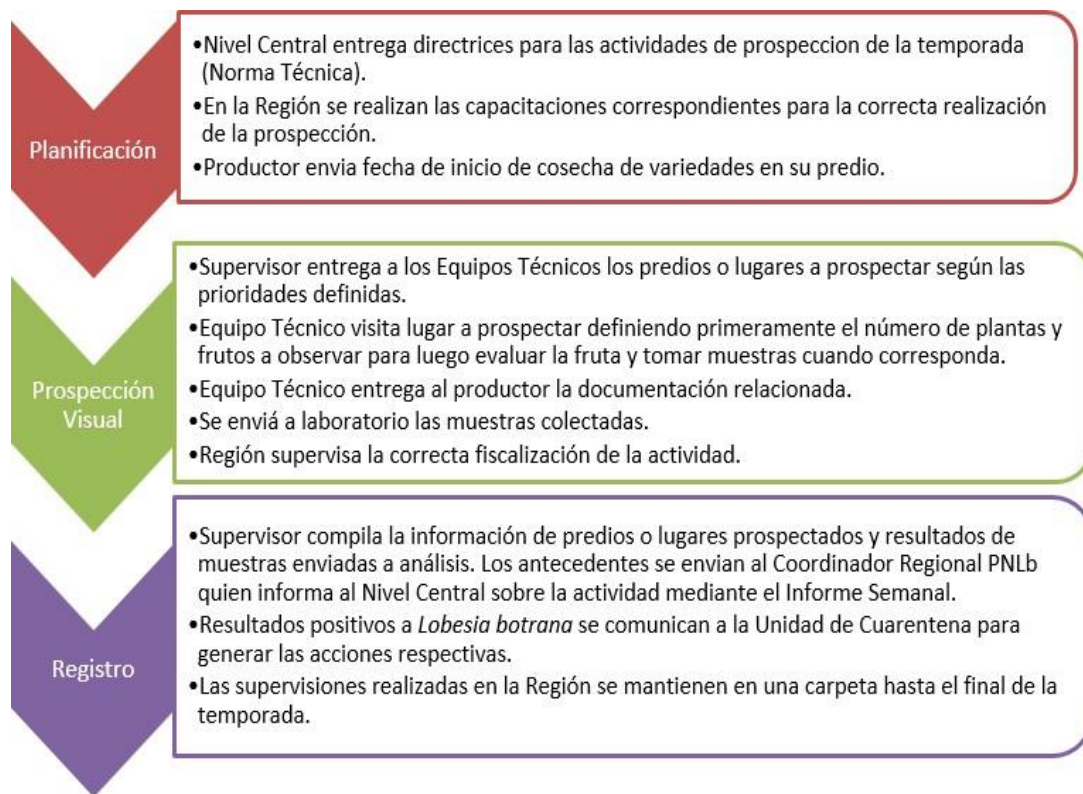 Planificación
•Nivel Central entrega directrices para las actividades de prospeccion de la temporada
(Norma Técnica).
•En la Región se realizan las capacitaciones correspondientes para la correcta realización
de la prospección.
•Productor envia fecha de inicio de cosecha de variedades en su predio.
Prospección
Visual
•Supervisor entrega a los Equipos Técnicos los predios o lugares a prospectar según las
prioridades definidas.
•Equipo Técnico visita lugar a prospectar definiendo primeramente el número de plantas y
frutos a observar para luego evaluar la fruta y tomar muestras cuando corresponda.
•Equipo Técnico entrega al productor la documentación relacionada.
•Se enviá a laboratorio las muestras colectadas.
•Región supervisa la correcta fiscalización de la actividad.
Registro
•Supervisor compila la información de predios o lugares prospectados y resultados de
muestras enviadas a análisis. Los antecedentes se envian al Coordinador Regional PNLb
quien informa al Nivel Central sobre la actividad mediante el Informe Semanal.
•Resultados positivos a Lobesia botrana se comunican a la Unidad de Cuarentena para
generar las acciones respectivas.
•Las supervisiones realizadas en la Región se mantienen en una carpeta hasta el final de la
temporada.